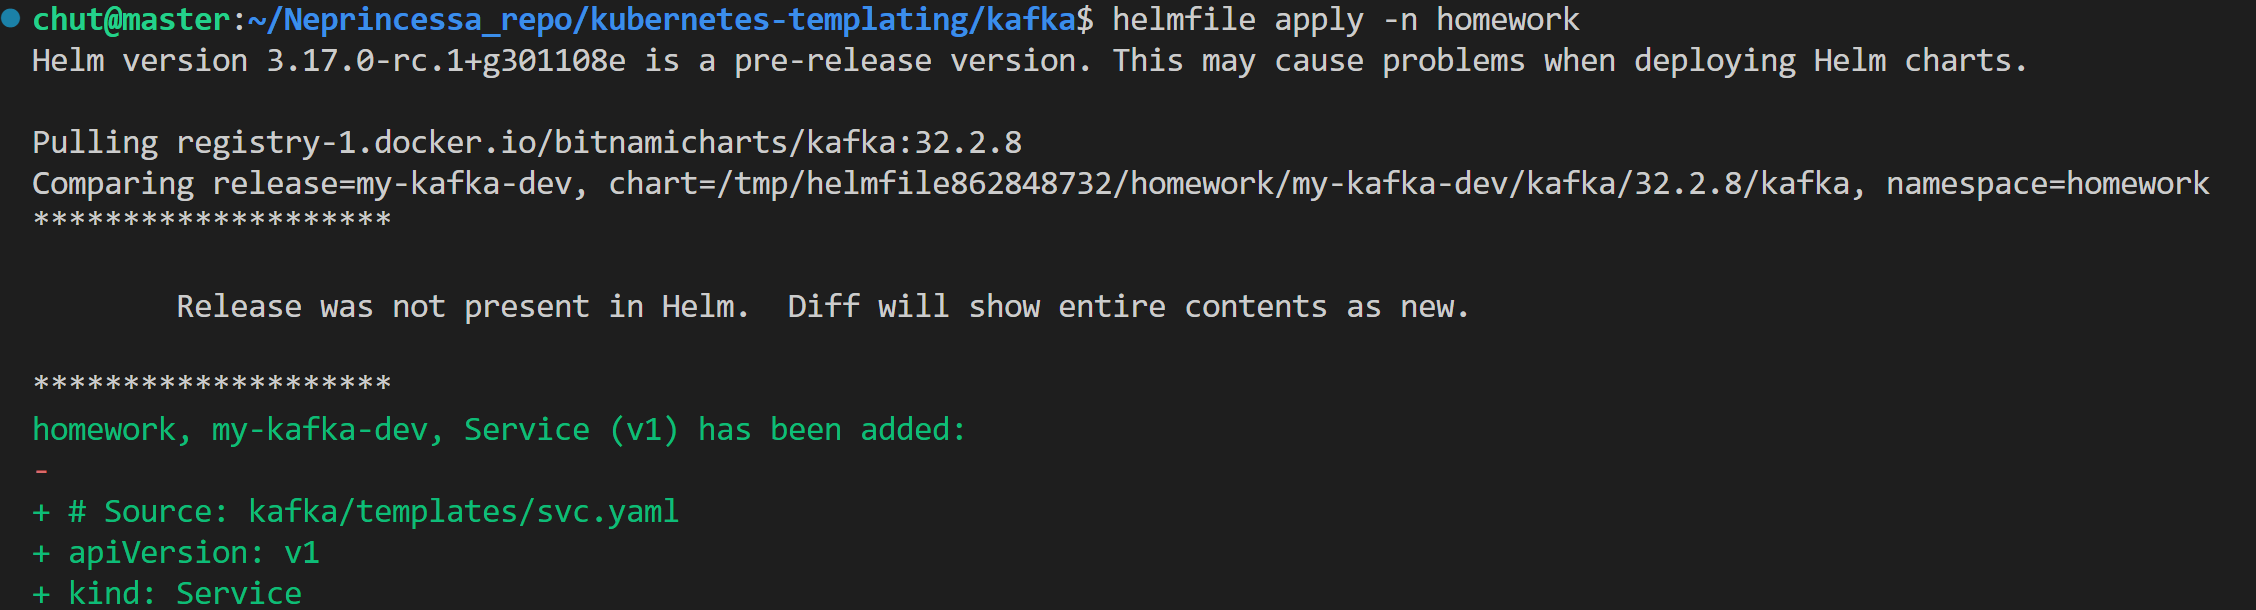 chut@master:~/Neprincessa_repo/kubernetes-templating/kafka$ helmfile apply -n homework
Helm version 3.17.0-rc.1+g301108e is a pre-release version. This may cause problems when deploying Helm charts.
Pulling registry-1.docker.io/bitnamicharts/kafka:32.2.8
Comparing release=my-kafka-dev, chart=/tmp/helmfile862848732/homework/my-kafka-dev/kafka/32.2.8/kafka, namespace=homework
********************
Release was not present in Helm.  Diff will show entire contents as new.
********************
homework, my-kafka-dev, Service (v1) has been added:
-
+ # Source: kafka/templates/svc.yaml
+ apiVersion: v1
+ kind: Service